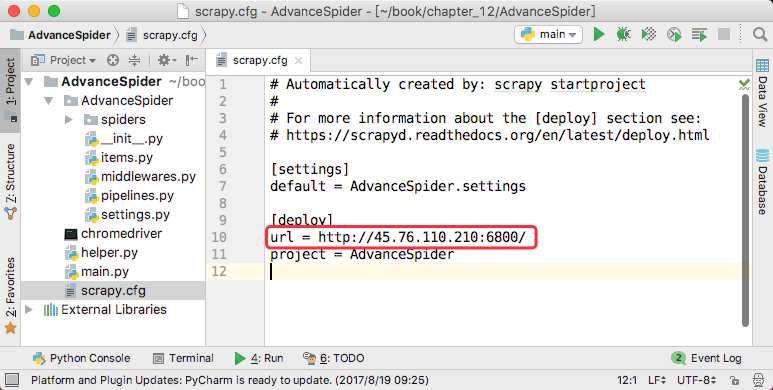 scrapy.cfg - AdvanceSpider - [~/book/chapter_12/AdvanceSpider]
AdvanceSpider scrapy.cfg main
1: Project
7: Structure
2: Favorites
Project
AdvanceSpider ~/boo
AdvanceSpider
spiders
__init__.py
items.py
middlewares.py
pipelines.py
settings.py
chromedriver
helper.py
main.py
scrapy.cfg
External Libraries
scrapy.cfg
1 # Automatically created by: scrapy startproject
2 #
3 # For more information about the [deploy] section see:
4 # https://scrapyd.readthedocs.org/en/latest/deploy.html
5
6 [settings]
7 default = AdvanceSpider.settings
8
9 [deploy]
10 url = http://45.76.110.210:6800/
11 project = AdvanceSpider
12
Data View
Database
Python Console Terminal 4: Run 6: TODO 2 Event Log
Platform and Plugin Updates: PyCharm is ready to update. (2017/8/19 09:25) 12:1 LF UTF-8